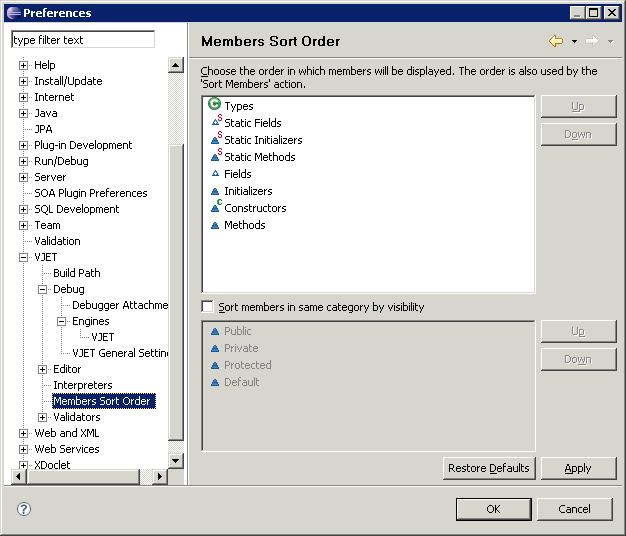 Preferences
type filter text
Help
Install/Update
Internet
Java
JPA
Plug-in Development
Run/Debug
Server
SOA Plugin Preferences
SQL Development
Team
Validation
VJET
Build Path
Debug
Debugger Attachme
Engines
VJET
VJET General Settin
Editor
Interpreters
Members Sort Order
Validators
Web and XML
Web Services
XDoclet
Members Sort Order
Choose the order in which members will be displayed. The order is also used by the
'Sort Members' action.
C Types
S Static Fields
S Static Initializers
S Static Methods
Fields
Initializers
C Constructors
Methods
Up
Down
Sort members in same category by visibility
Public
Private
Protected
Default
Up
Down
Restore Defaults
Apply
?
OK
Cancel